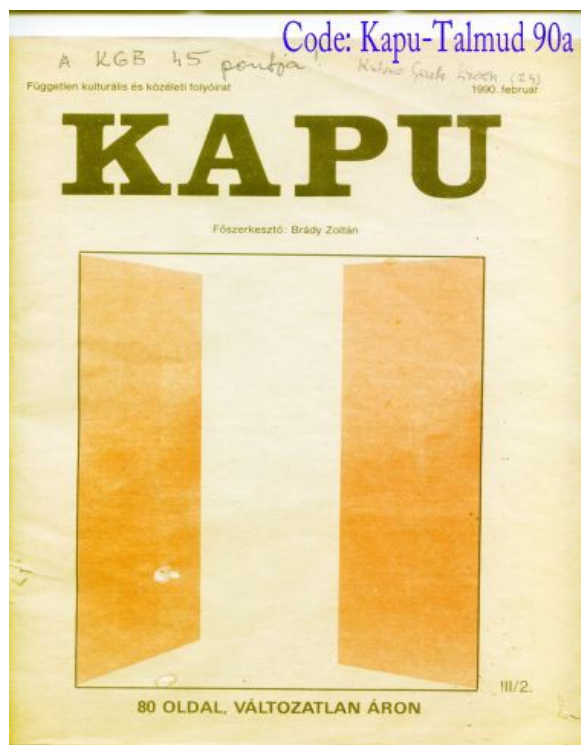 Code: Kapu-Talmud 90a
A KGB 45 pontja!
Független kulturális és közéleti folyóirat
1990. február
KAPU
Főszerkesztő: Brády Zoltán
III/2.
80 OLDAL, VÁLTOZATLAN ÁRON